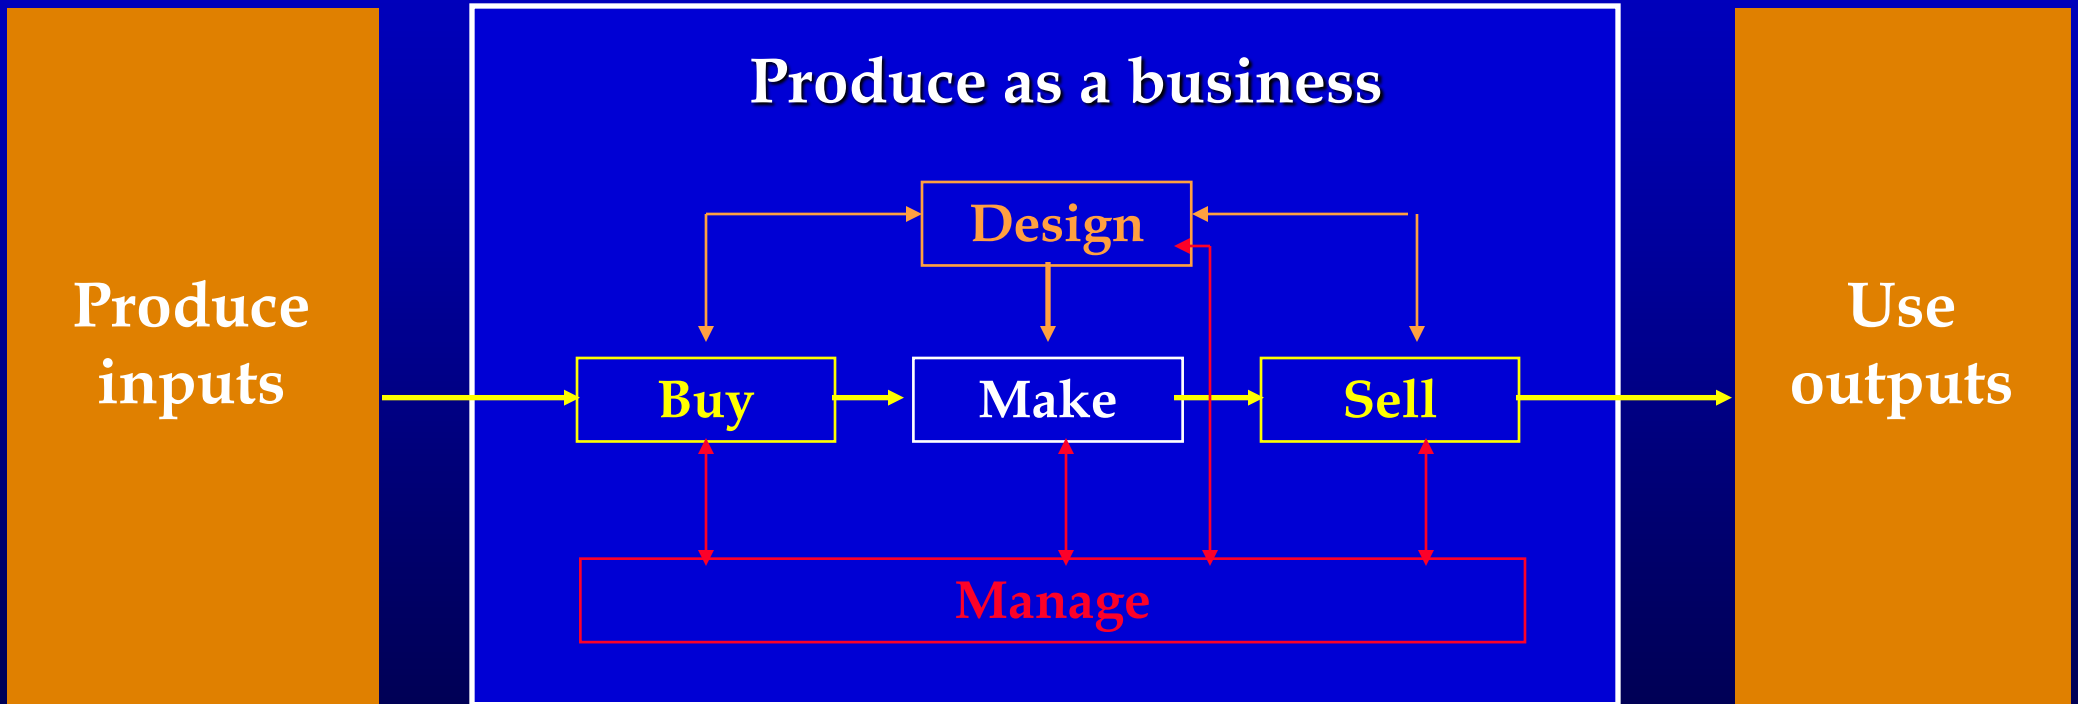 Produce as a business
Produce
inputs
Design
Buy
Make
Sell
Manage
Use
outputs